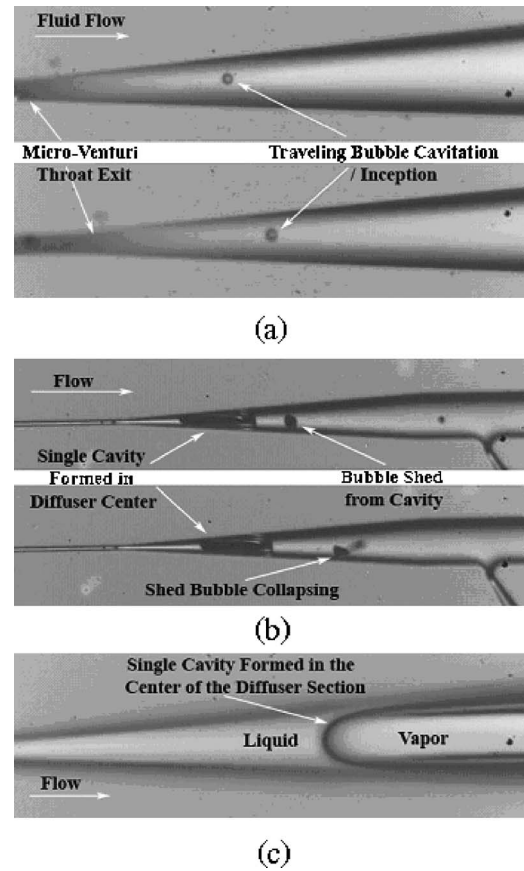 Fluid Flow
Micro-Venturi
Throat Exit
Traveling Bubble Cavitation
/ Inception
(a)
Flow
Single Cavity
Formed in
Diffuser Center
Bubble Shed
from Cavity
Shed Bubble Collapsing
(b)
Single Cavity Formed in the
Center of the Diffuser Section
Liquid
Vapor
Flow
(c)